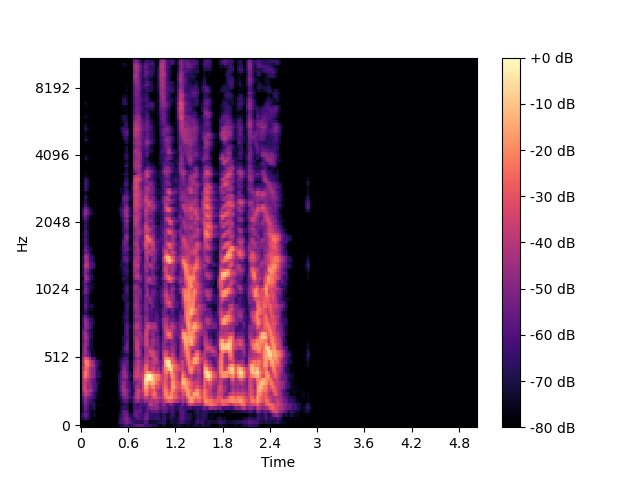 +0 dB
8192
-10 dB
4096
-20 dB
-30 dB
2048
Hz
-40 dB
1024
-50 dB
-60 dB
512
-70 dB
0
-80 dB
0 0.6 1.2 1.8 2.4 3 3.6 4.2 4.8
Time